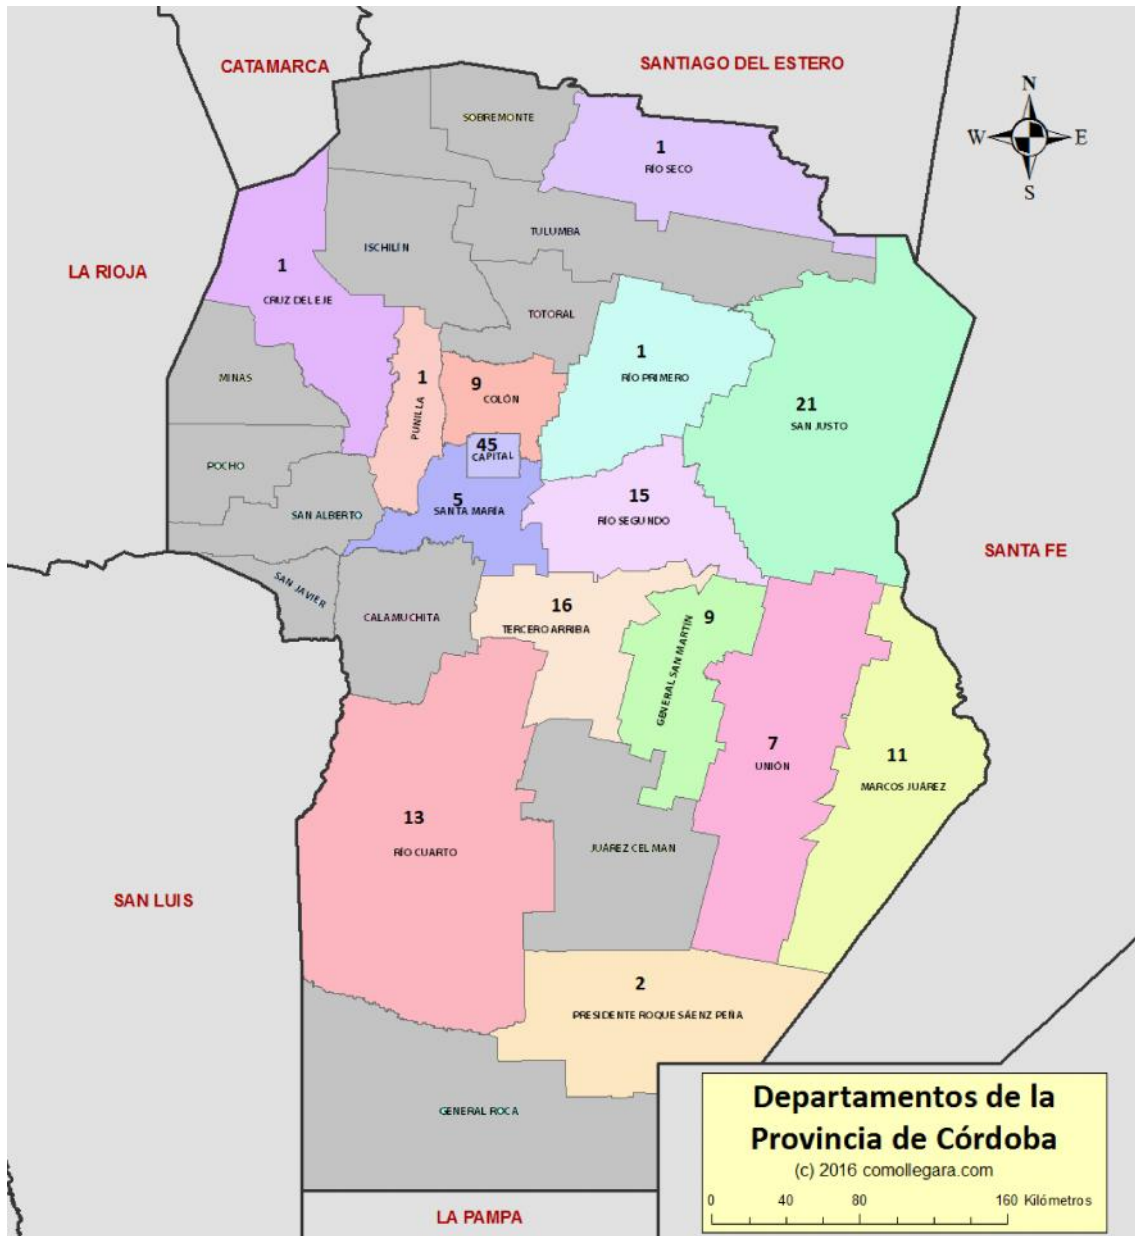 CATAMARCA
SANTIAGO DEL ESTERO
N
W
E
S
SOBREMONTE
1
RÍO SECO
ISCHILÍN
TULUMBA
LA RIOJA
1
CRUZ DEL EJE
TOTORAL
MINAS
1
PUNILLA
9
COLÓN
1
RÍO PRIMERO
21
SAN JUSTO
45
CAPITAL
POCHO
5
SANTA MARÍA
SAN ALBERTO
15
RÍO SEGUNDO
SANTA FE
SAN JAVIER
CALAMUCHITA
16
TERCERO ARRIBA
9
GENERAL SAN MARTIN
7
UNIÓN
11
MARCOS JUÁREZ
13
RÍO CUARTO
JUÁREZ CELMAN
SAN LUIS
2
PRESIDENTE ROQUE SÁENZ PEÑA
GENERAL ROCA
LA PAMPA
Departamentos de la
Provincia de Córdoba
(c) 2016 comollegara.com
0 40 80 160 Kilómetros